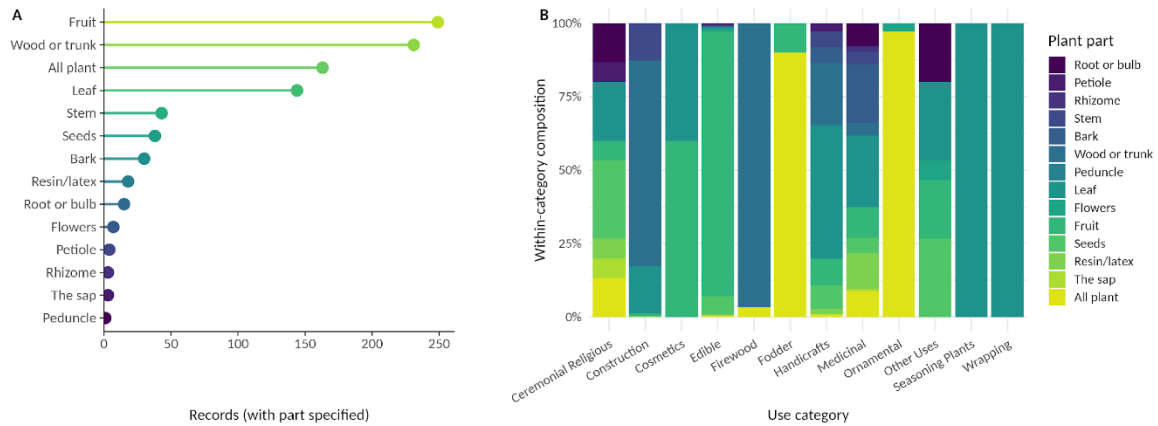 A
Fruit
Wood or trunk
All plant
Leaf
Stem
Seeds
Bark
Resin/latex
Root or bulb
Flowers
Petiole
Rhizome
The sap
Peduncle
0 50 100 150 200 250
Records (with part specified)
B
Within-category composition
100%
75%
50%
25%
0%
Ceremonial Religious
Construction
Cosmetics
Edible
Firewood
Fodder
Handicrafts
Medicinal
Ornamental
Other Uses
Seasoning Plants
Wrapping
Use category
Plant part
Root or bulb
Petiole
Rhizome
Stem
Bark
Wood or trunk
Peduncle
Leaf
Flowers
Fruit
Seeds
Resin/latex
The sap
All plant